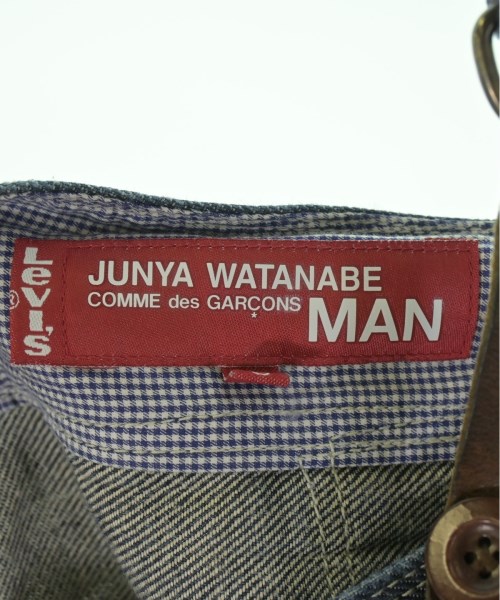 Levi's
®
JUNYA WATANABE
COMME des GARÇONS
*
MAN